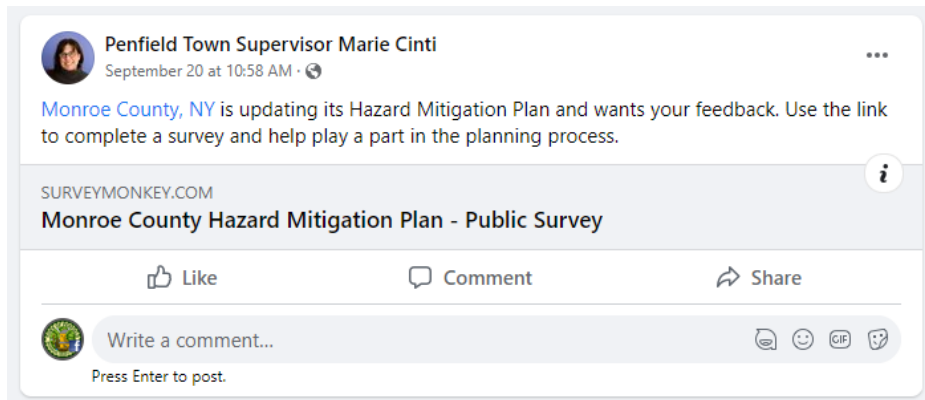 Penfield Town Supervisor Marie Cinti
September 20 at 10:58 AM ·
Monroe County, NY is updating its Hazard Mitigation Plan and wants your feedback. Use the link
to complete a survey and help play a part in the planning process.
i
SURVEYMONKEY.COM
Monroe County Hazard Mitigation Plan - Public Survey
Like Comment Share
Write a comment... GIF
Press Enter to post.